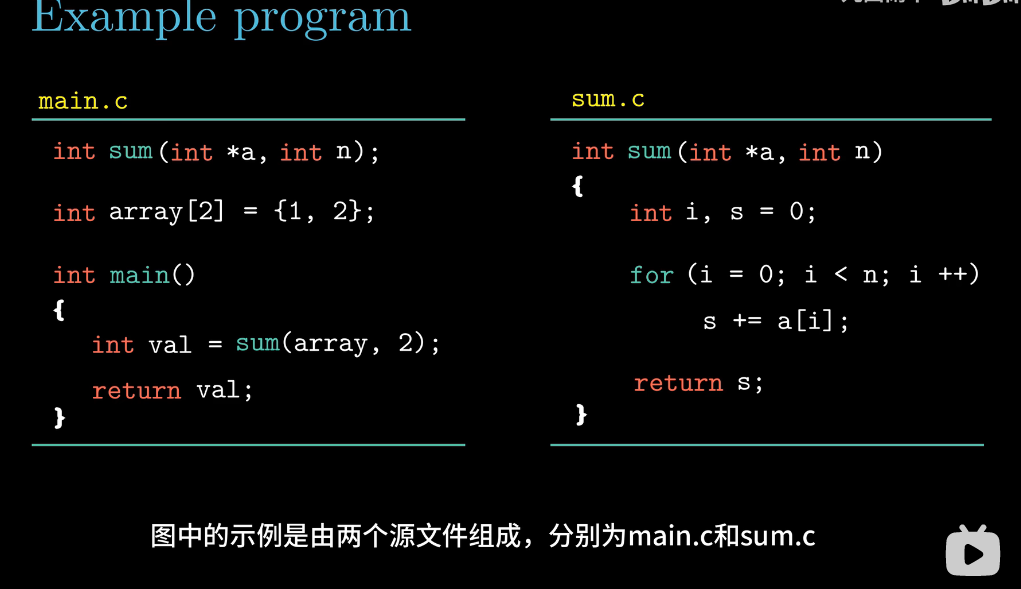 Example program
main.c
int sum(int *a, int n);
int array[2] = {1, 2};
int main()
{
int val = sum(array, 2);
return val;
}
sum.c
int sum(int *a, int n)
{
int i, s = 0;
for (i = 0; i < n; i ++)
s += a[i];
return s;
}
图中的示例是由两个源文件组成，分别为main.c和sum.c